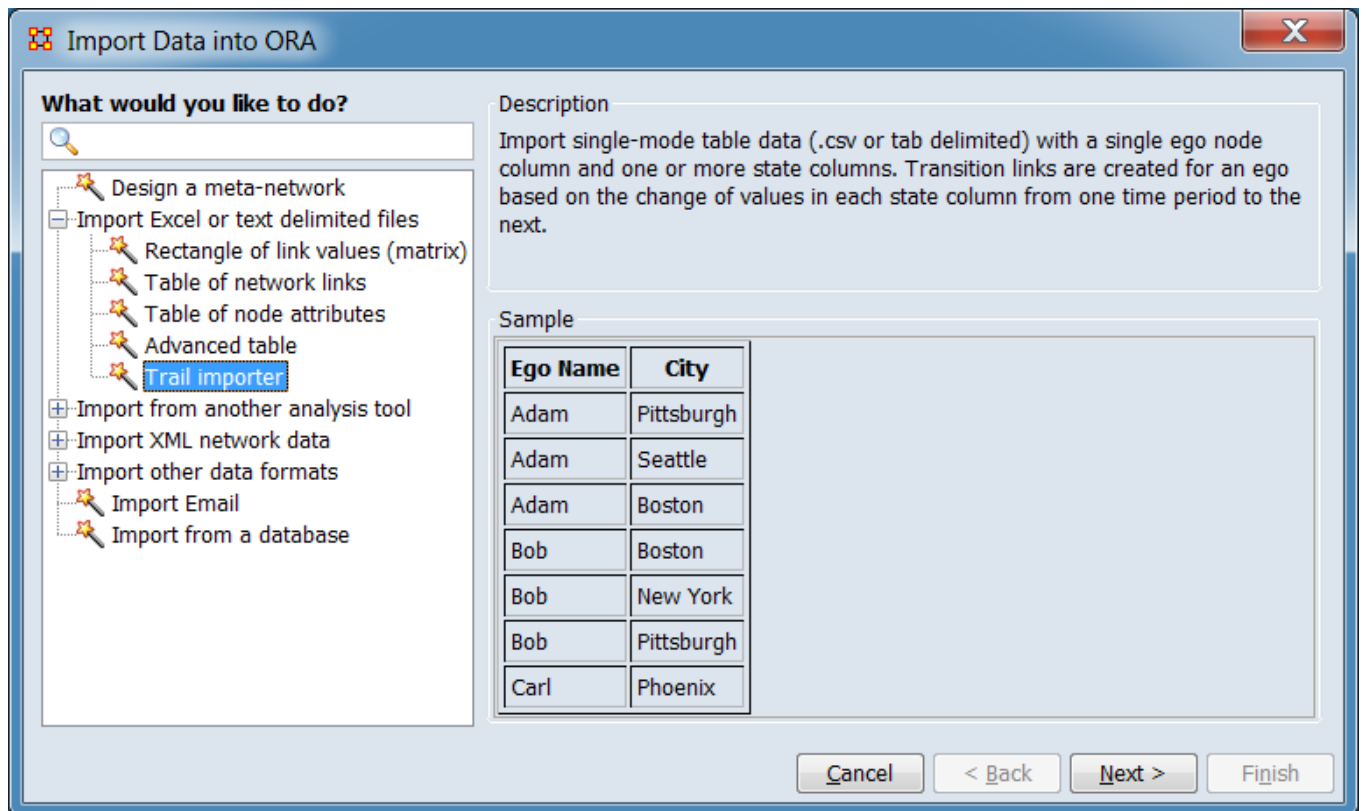 Import Data into ORA
X
What would you like to do?
Design a meta-network
Import Excel or text delimited files
Rectangle of link values (matrix)
Table of network links
Table of node attributes
Advanced table
Trail importer
Import from another analysis tool
Import XML network data
Import other data formats
Import Email
Import from a database
Description
Import single-mode table data (.csv or tab delimited) with a single ego node
column and one or more state columns. Transition links are created for an ego
based on the change of values in each state column from one time period to the
next.
Sample
Ego Name City
Adam Pittsburgh
Adam Seattle
Adam Boston
Bob Boston
Bob New York
Bob Pittsburgh
Carl Phoenix
Cancel < Back Next > Finish